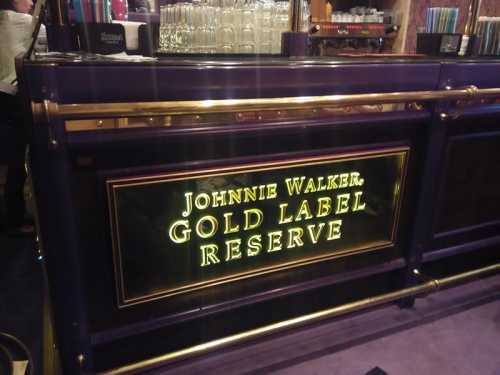 JOHNNIE WALKER.
GOLD LABEL
RESERVE